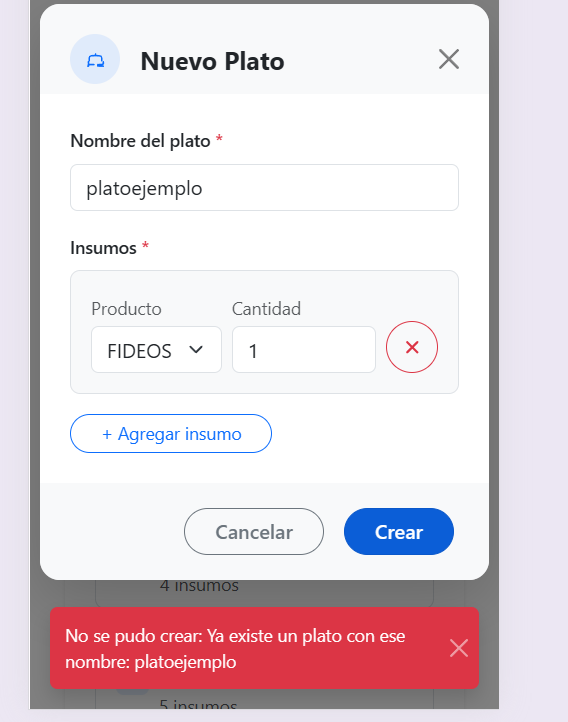 Nuevo Plato
Nombre del plato *
platoejemplo
Insumos *
Producto Cantidad
FIDEOS 1
+ Agregar insumo
Cancelar Crear
4 insumos
No se pudo crear: Ya existe un plato con ese
nombre: platoejemplo
5 insumos